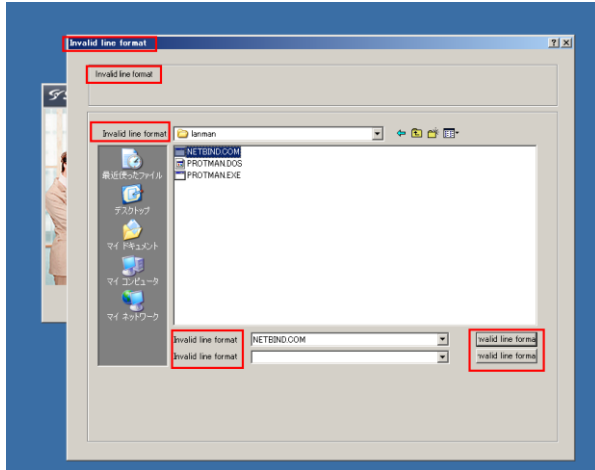 Invalid line format
Invalid line format
Invalid line format
lanman
NETBIND.COM
PROTMAN.DOS
PROTMAN.EXE
最近使ったファイル
デスクトップ
マイ ドキュメント
マイ コンピュータ
マイ ネットワーク
Invalid line format
NETBIND.COM
nvalid line forma
Invalid line format
nvalid line forma